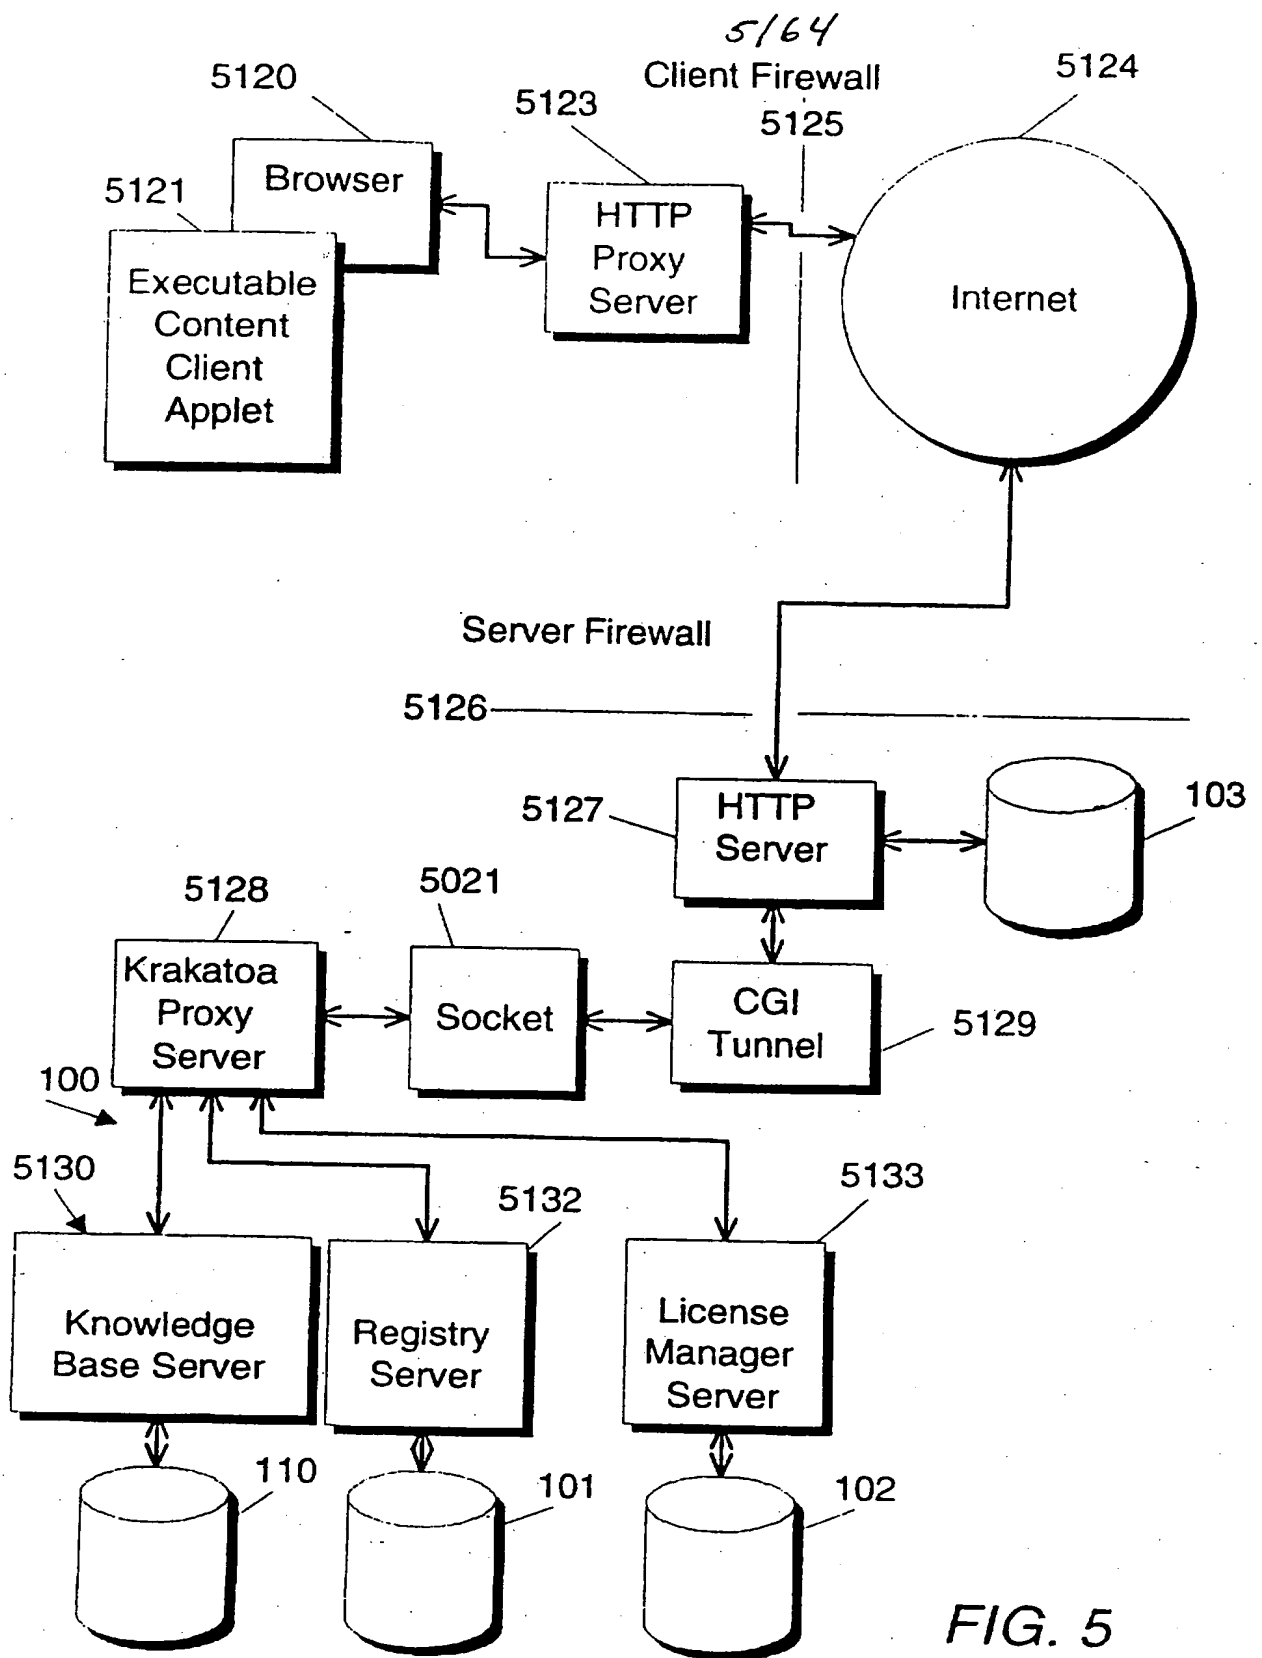 5/64
Client Firewall
5120
5123
5125
5124
5121
Browser
HTTP
Proxy
Server
Executable
Content
Client
Applet
Internet
Server Firewall
5126
5127
HTTP
Server
103
5128
5021
Krakatoa
Proxy
Server
Socket
CGI
Tunnel
5129
100
5130
5132
5133
Knowledge
Base Server
Registry
Server
License
Manager
Server
110
101
102
FIG. 5